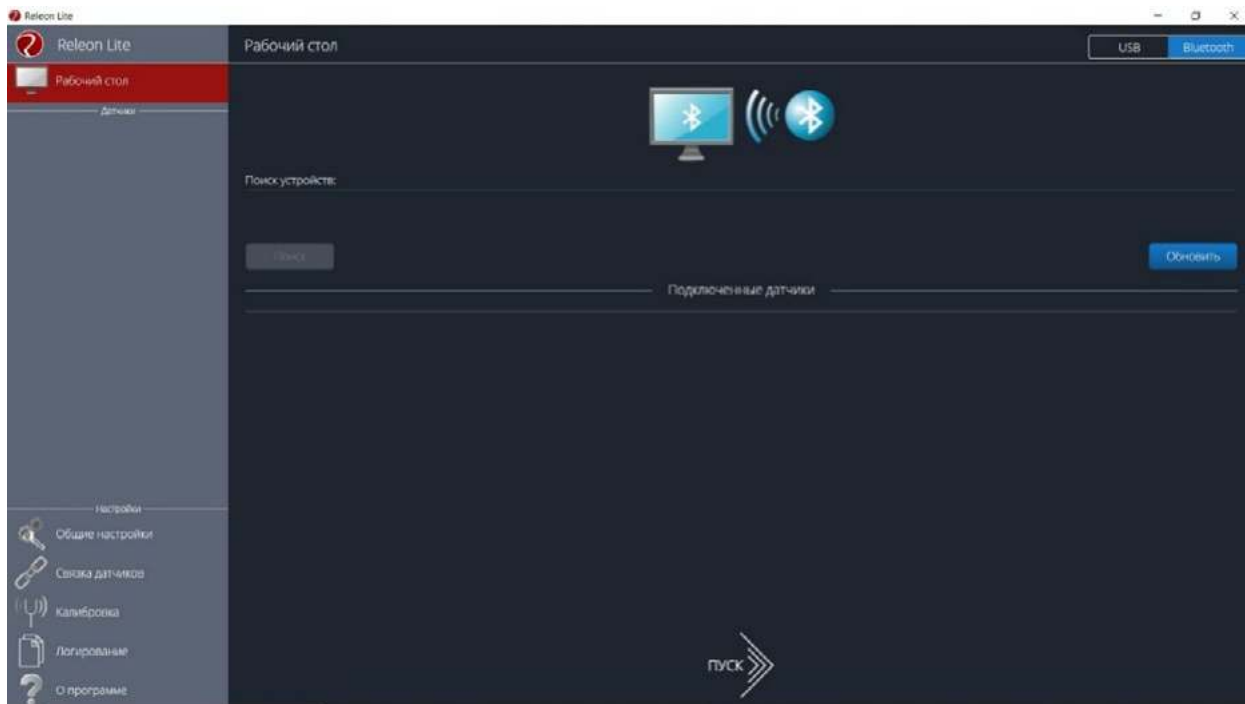 Releon Lite
Releon Lite
Рабочий стол
USB
Bluetooth
Рабочий стол
Датчики
Поиск устройств:
Поиск
Обновить
Подключенные датчики
Настройки
Общие настройки
Связка датчиков
Калибровка
Логирование
О программе
ПУСК